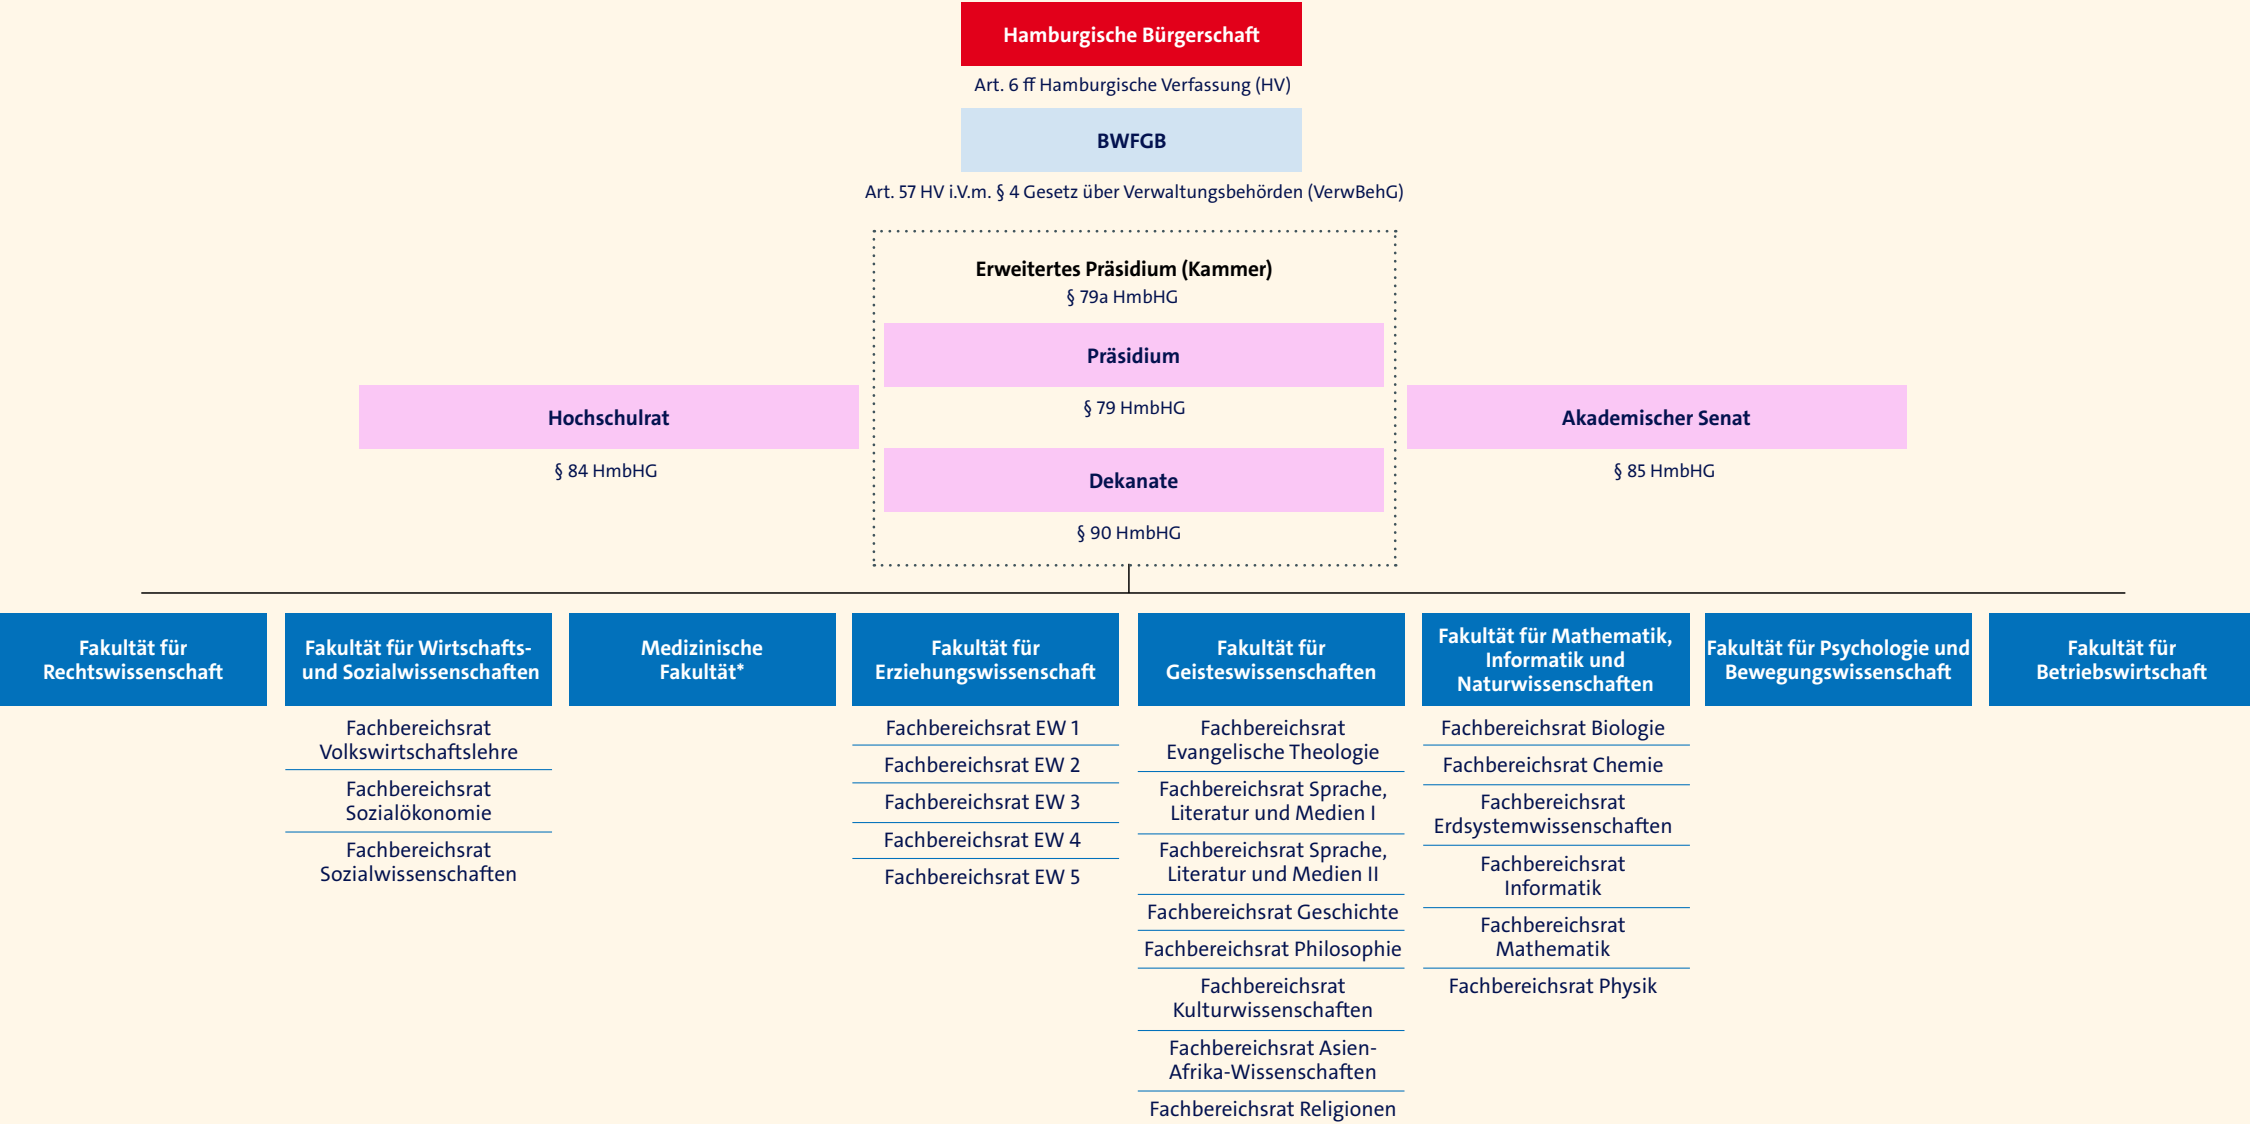 Hamburgische Bürgerschaft
Art. 6 ff Hamburgische Verfassung (HV)
BWFGB
Art. 57 HV i.V.m. § 4 Gesetz über Verwaltungsbehörden (VerwBehG)
Erweitertes Präsidium (Kammer)
§ 79a HmbHG
Präsidium
§ 79 HmbHG
Hochschulrat
§ 84 HmbHG
Akademischer Senat
§ 85 HmbHG
Dekanate
§ 90 HmbHG
Fakultät für
Rechtswissenschaft
Fakultät für Wirtschafts-
und Sozialwissenschaften
Fachbereichsrat
Volkswirtschaftslehre
Fachbereichsrat
Sozialökonomie
Fachbereichsrat
Sozialwissenschaften
Medizinische
Fakultät*
Fakultät für
Erziehungswissenschaft
Fachbereichsrat EW 1
Fachbereichsrat EW 2
Fachbereichsrat EW 3
Fachbereichsrat EW 4
Fachbereichsrat EW 5
Fakultät für
Geisteswissenschaften
Fachbereichsrat
Evangelische Theologie
Fachbereichsrat Sprache,
Literatur und Medien I
Fachbereichsrat Sprache,
Literatur und Medien II
Fachbereichsrat Geschichte
Fachbereichsrat Philosophie
Fachbereichsrat
Kulturwissenschaften
Fachbereichsrat Asien-
Afrika-Wissenschaften
Fachbereichsrat Religionen
Fakultät für Mathematik,
Informatik und
Naturwissenschaften
Fachbereichsrat Biologie
Fachbereichsrat Chemie
Fachbereichsrat
Erdsystemwissenschaften
Fachbereichsrat
Informatik
Fachbereichsrat
Mathematik
Fachbereichsrat Physik
Fakultät für Psychologie und
Bewegungswissenschaft
Fakultät für
Betriebswirtschaft